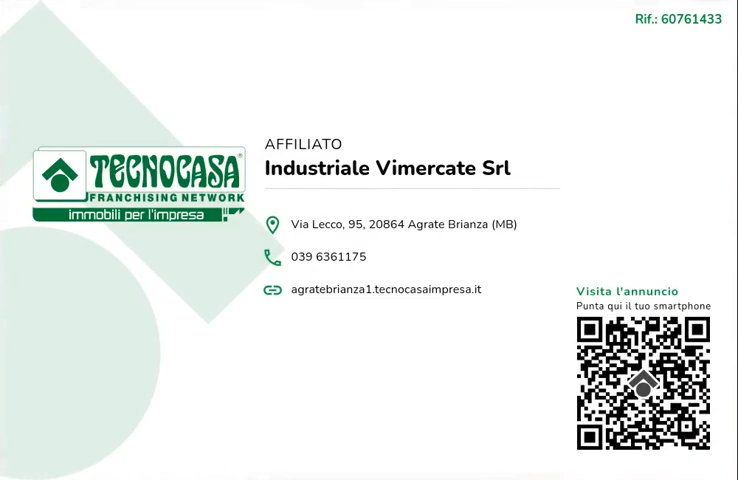 Rif.: 60761433
AFFILIATO
Industriale Vimercate Srl
TECNOCASA®
FRANCHISING NETWORK
immobili per l'impresa
Via Lecco, 95, 20864 Agrate Brianza (MB)
039 6361175
agratebrianza1.tecnocasaimpresa.it
Visita l'annuncio
Punta qui il tuo smartphone